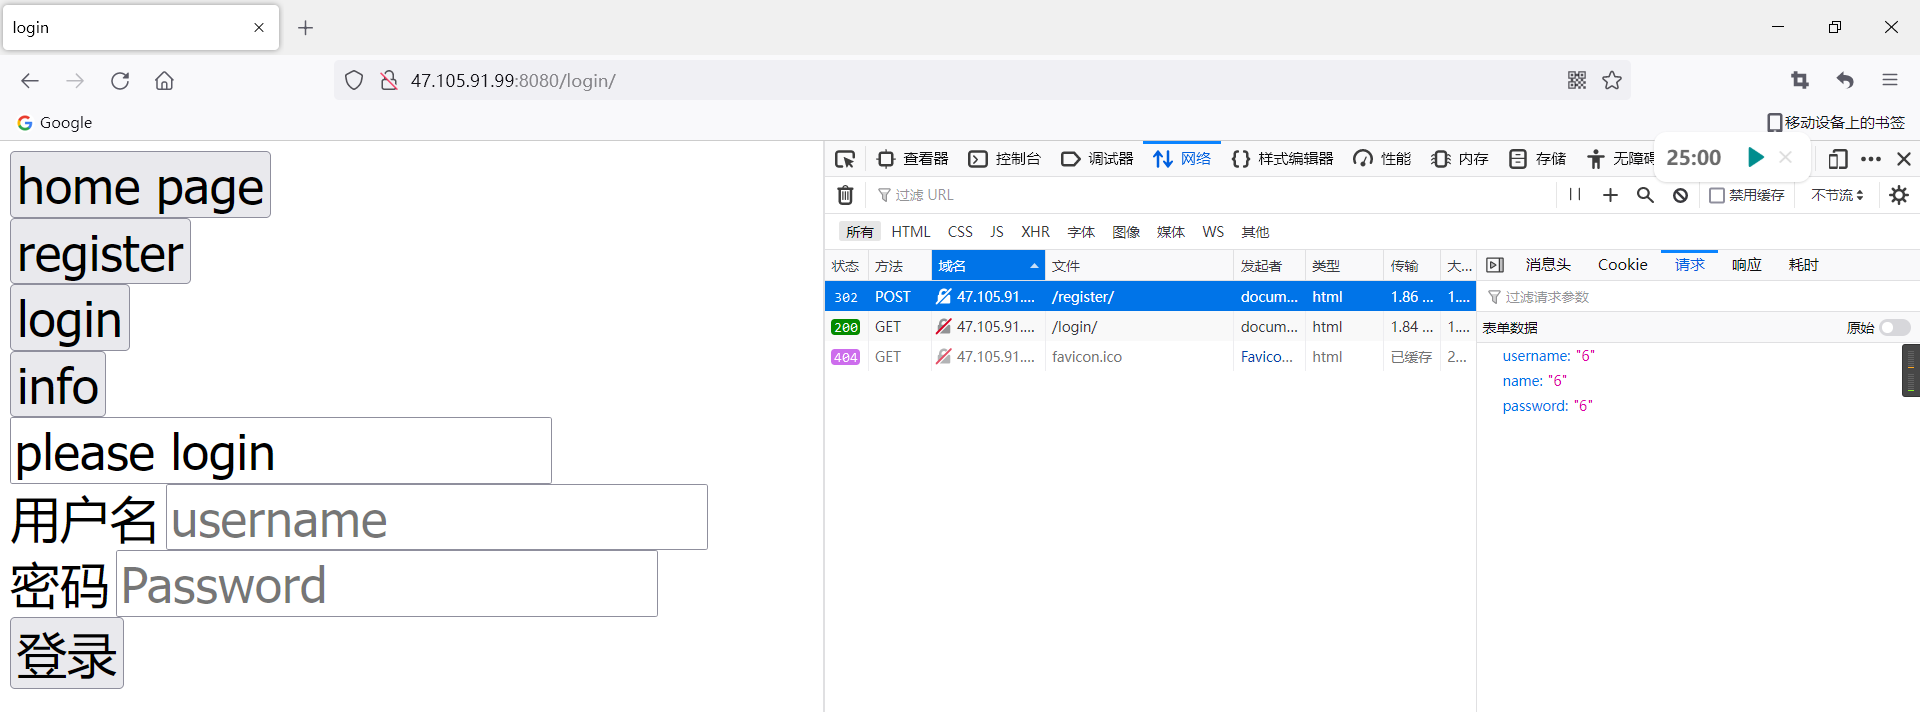 login
47.105.91.99:8080/login/
Google
移动设备上的书签
home page
register
login
info
please login
用户名 username
密码 Password
登录
查看器 控制台 调试器 网络 样式编辑器 性能 内存 存储 无障碍
25:00
过滤 URL
禁用缓存 不节流
所有 HTML CSS JS XHR 字体 图像 媒体 WS 其他
状态 方法 域名 文件 发起者 类型 传输 大...
302 POST 47.105.91.... /register/ docum... html 1.86 ... 1....
200 GET 47.105.91.... /login/ docum... html 1.84 ... 1....
404 GET 47.105.91.... favicon.ico Favico... html 已缓存 2...
消息头 Cookie 请求 响应 耗时
过滤请求参数
表单数据 原始
username: "6"
name: "6"
password: "6"